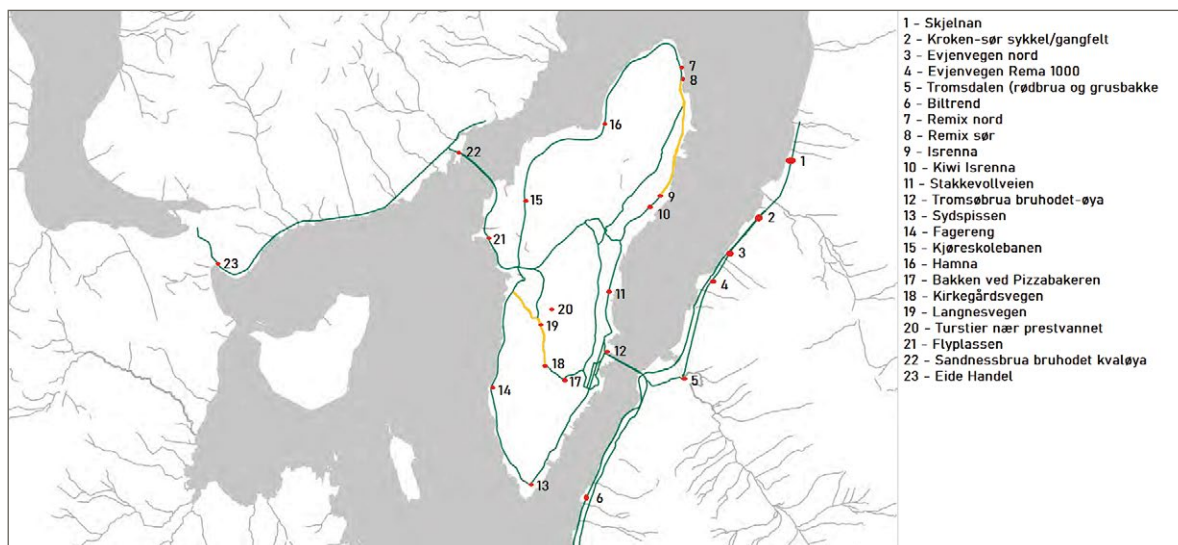 1 - Skjelnan
2 - Kroken-sør sykkel/gangfelt
3 - Evjenvegen nord
4 - Evjenvegen Rema 1000
5 - Tromsdalen (rødbrua og grusbakke
6 - Biltrend
7 - Remix nord
8 - Remix sør
9 - Isrenna
10 - Kiwi Isrenna
11 - Stakkevollveien
12 - Tromsøbrua bruhodet-øya
13 - Sydspissen
14 - Fagereng
15 - Kjøreskolebanen
16 - Hamna
17 - Bakken ved Pizzabakeren
18 - Kirkegårdsvegen
19 - Langnesvegen
20 - Turstier nær prestvannet
21 - Flyplassen
22 - Sandnessbrua bruhodet kvaløya
23 - Eide Handel
7
8
16
22
1
15
9
10
2
21
23
3
4
11
20
19
12
18
17
5
14
13
6